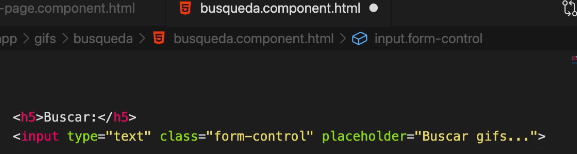 -page.component.html
busqueda.component.html
app > gifs > busqueda > busqueda.component.html > input.form-control
<h5>Buscar:</h5>
<input type="text" class="form-control" placeholder="Buscar gifs...">